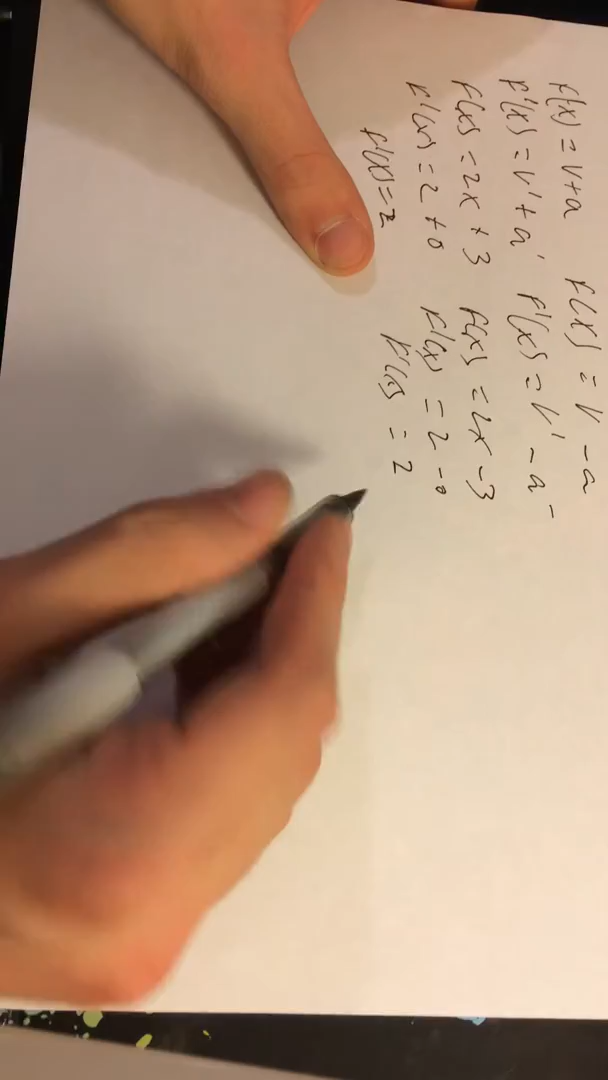 F(x) = V + a
F'(x) = V' + a'
F(x) = 2x + 3
F'(x) = 2 + 0
F'(x) = 2
F(x) = V - a
F'(x) = V' - a-
F(x) = 2x - 3
F'(x) = 2 - 0
F'(x) = 2